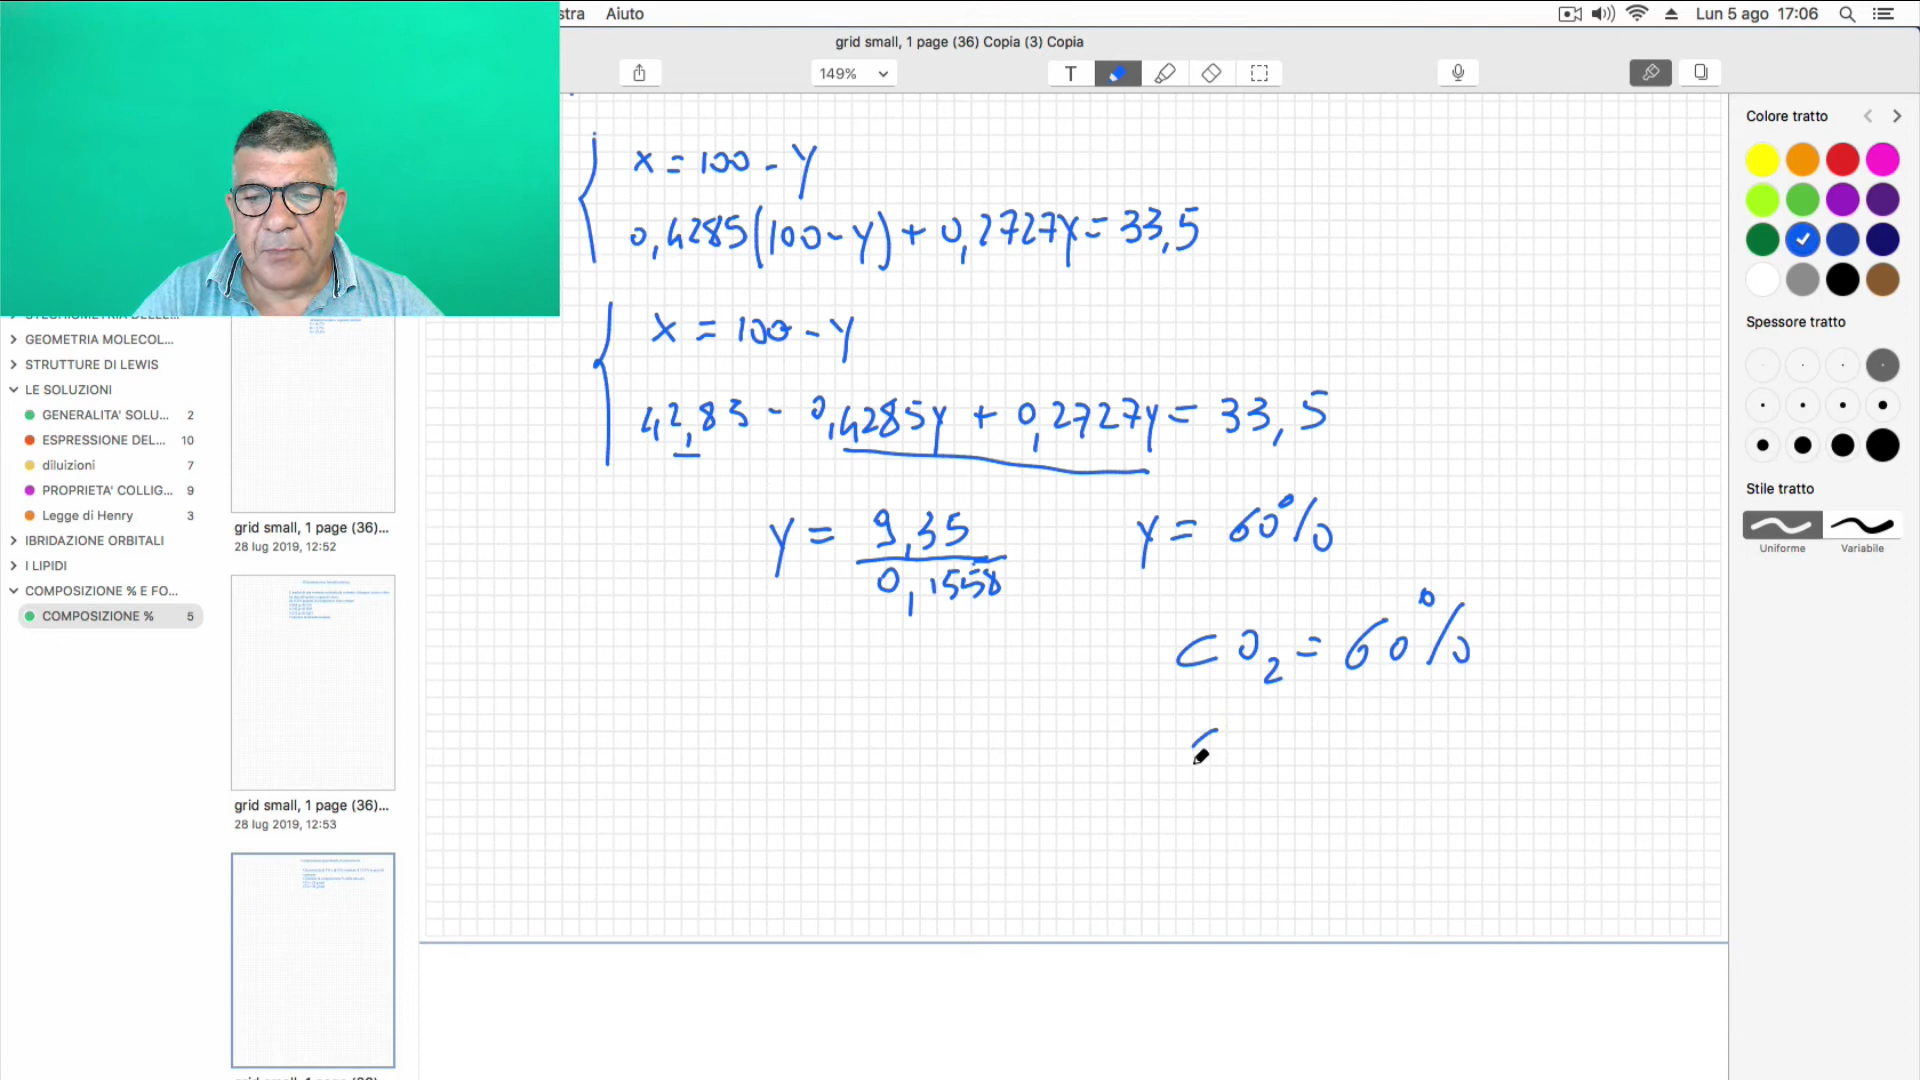 stra Aiuto Lun 5 ago 17:06
grid small, 1 page (36) Copia (3) Copia
149% T
x = 100 - y
0,4285(100-y) + 0,2727y = 33,5
x = 100 - y
42,83 - 0,4285y + 0,2727y = 33,5
y = 9,35 / 0,1558
y = 60%
CO2 = 60%
GEOMETRIA MOLECOL...
STRUTTURE DI LEWIS
LE SOLUZIONI
GENERALITA' SOLU... 2
ESPRESSIONE DEL... 10
diluizioni 7
PROPRIETA' COLLIG... 9
Legge di Henry 3
IBRIDAZIONE ORBITALI
I LIPIDI
COMPOSIZIONE % E FO...
COMPOSIZIONE % 5
grid small, 1 page (36)...
28 lug 2019, 12:52
grid small, 1 page (36)...
28 lug 2019, 12:53
Colore tratto
Spessore tratto
Stile tratto
Uniforme Variabile